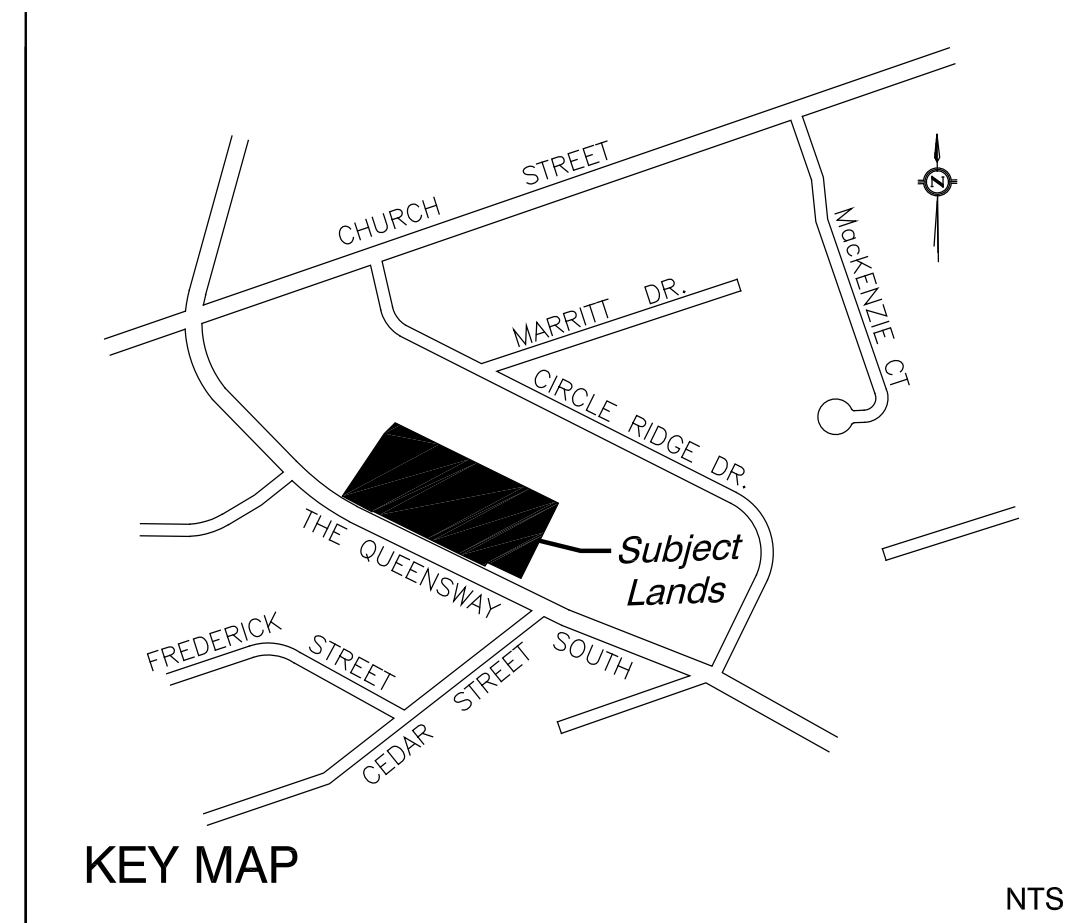 CHURCH STREET
N
MacKENZIE CT
MARRITT DR.
CIRCLE RIDGE DR.
THE QUEENSWAY SOUTH
Subject
Lands
FREDERICK STREET
CEDAR STREET
KEY MAP
NTS